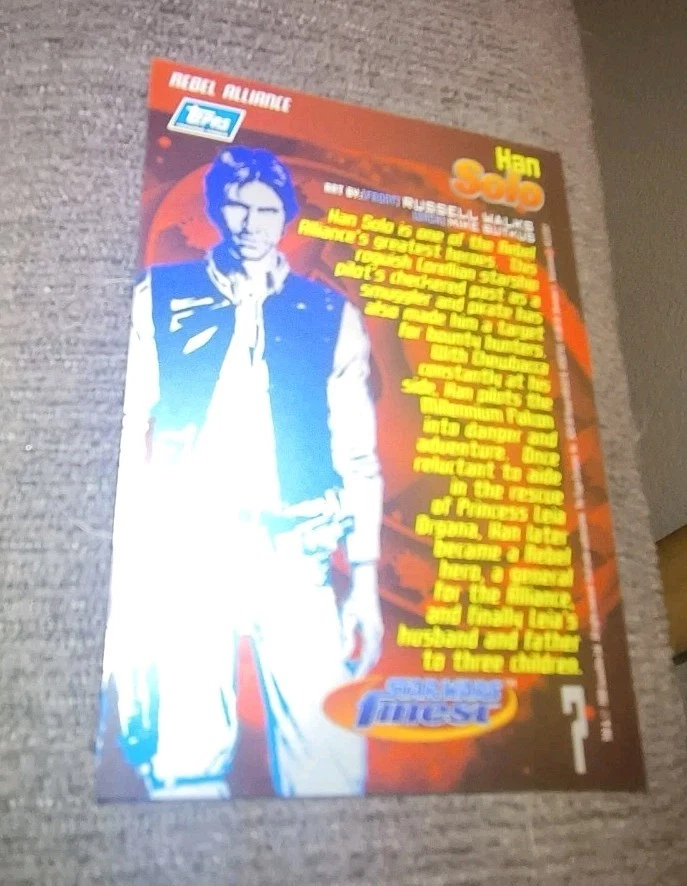 REBEL ALLIANCE
Topps
Han
Solo
ART BY: (FRONT) RUSSELL WALKS
Han Solo is one of the Rebel
Alliance's greatest heroes. The
roguish Corellian starship
pilot's checkered past as a
smuggler and pirate has
also made him a target
for bounty hunters.
With Chewbacca
constantly at his
side, Han pilots the
Millennium Falcon
into danger and
adventure. Once
reluctant to aide
in the rescue
of Princess Leia
Organa, Han later
became a Rebel
hero, a general
for the Alliance,
and finally Leia's
husband and father
to three children.
STAR WARS
finest